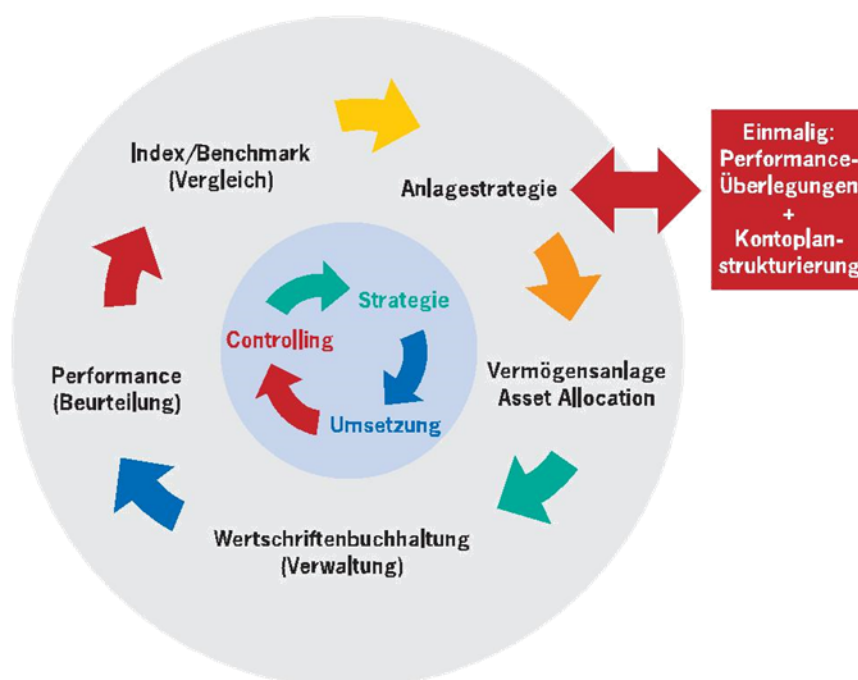 Index/Benchmark
(Vergleich)
Anlagestrategie
Einmalig:
Performance-
Überlegungen
+
Kontoplan-
strukturierung
Strategie
Controlling
Umsetzung
Performance
(Beurteilung)
Vermögensanlage
Asset Allocation
Wertschriftenbuchhaltung
(Verwaltung)